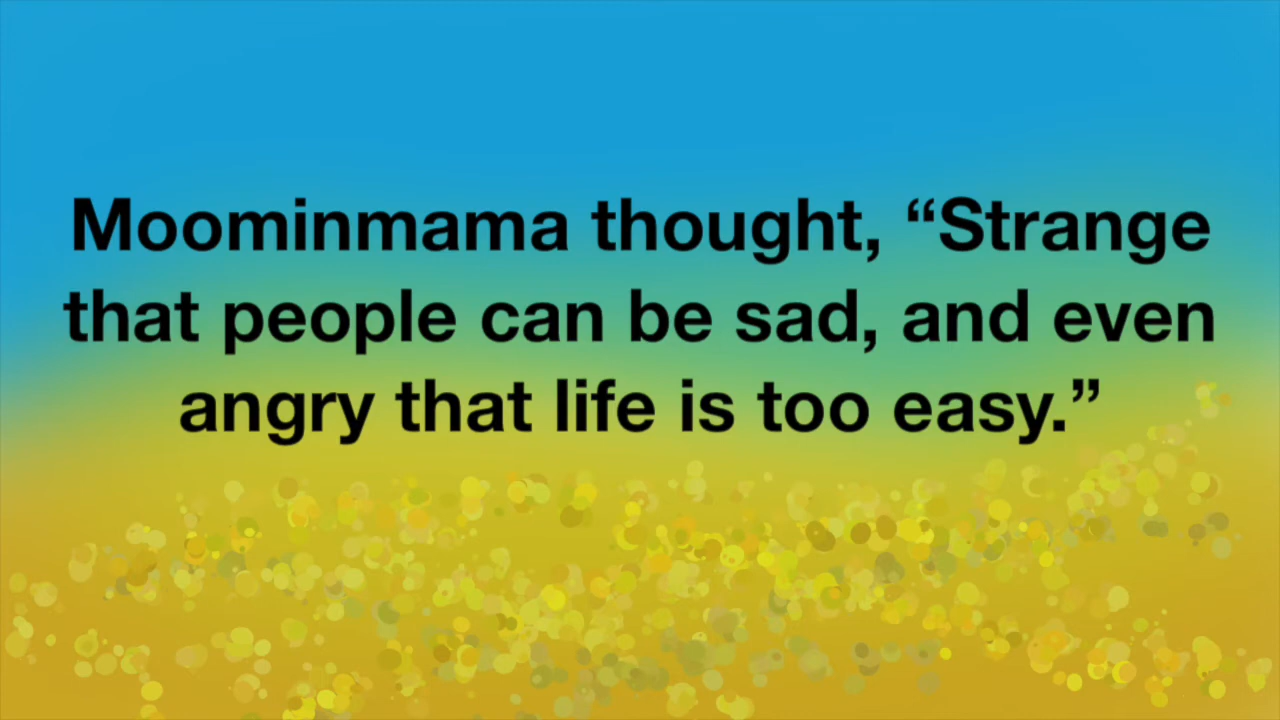 Moominmama thought, “Strange
that people can be sad, and even
angry that life is too easy.”